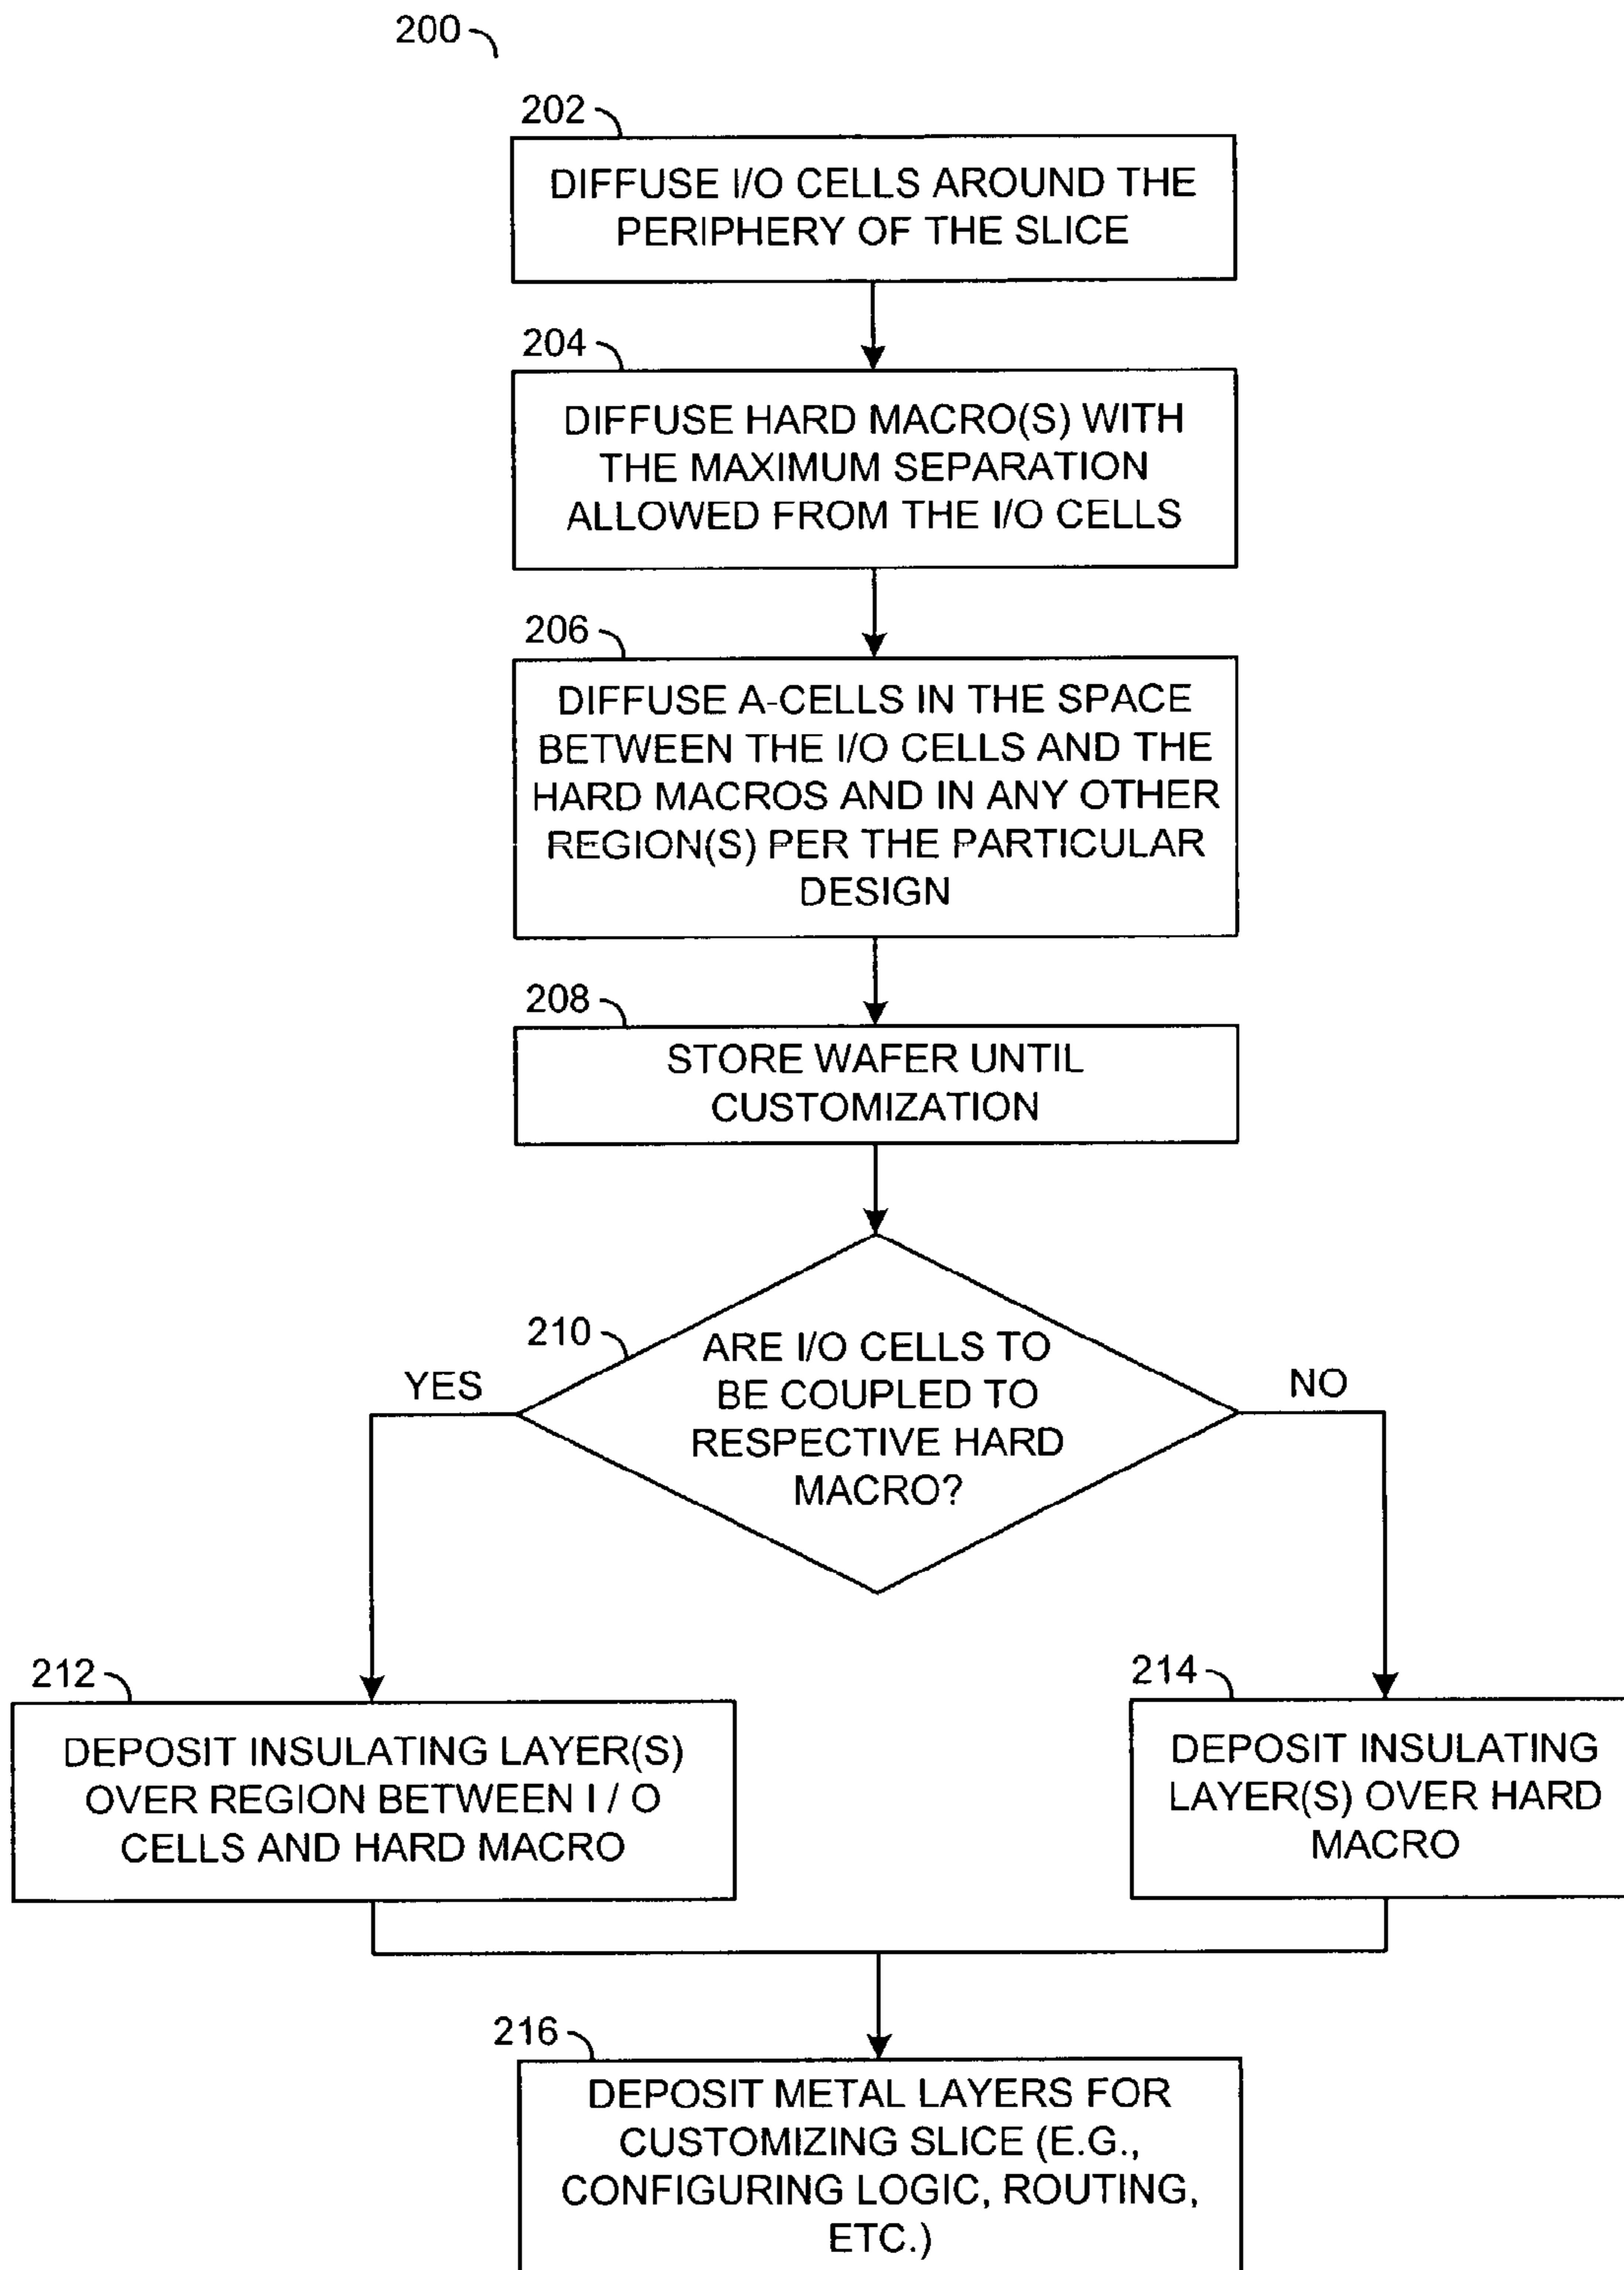 200
202
DIFFUSE I/O CELLS AROUND THE
PERIPHERY OF THE SLICE
204
DIFFUSE HARD MACRO(S) WITH
THE MAXIMUM SEPARATION
ALLOWED FROM THE I/O CELLS
206
DIFFUSE A-CELLS IN THE SPACE
BETWEEN THE I/O CELLS AND THE
HARD MACROS AND IN ANY OTHER
REGION(S) PER THE PARTICULAR
DESIGN
208
STORE WAFER UNTIL
CUSTOMIZATION
210
ARE I/O CELLS TO
BE COUPLED TO
RESPECTIVE HARD
MACRO?
YES
NO
212
DEPOSIT INSULATING LAYER(S)
OVER REGION BETWEEN I / O
CELLS AND HARD MACRO
214
DEPOSIT INSULATING
LAYER(S) OVER HARD
MACRO
216
DEPOSIT METAL LAYERS FOR
CUSTOMIZING SLICE (E.G.,
CONFIGURING LOGIC, ROUTING,
ETC.)